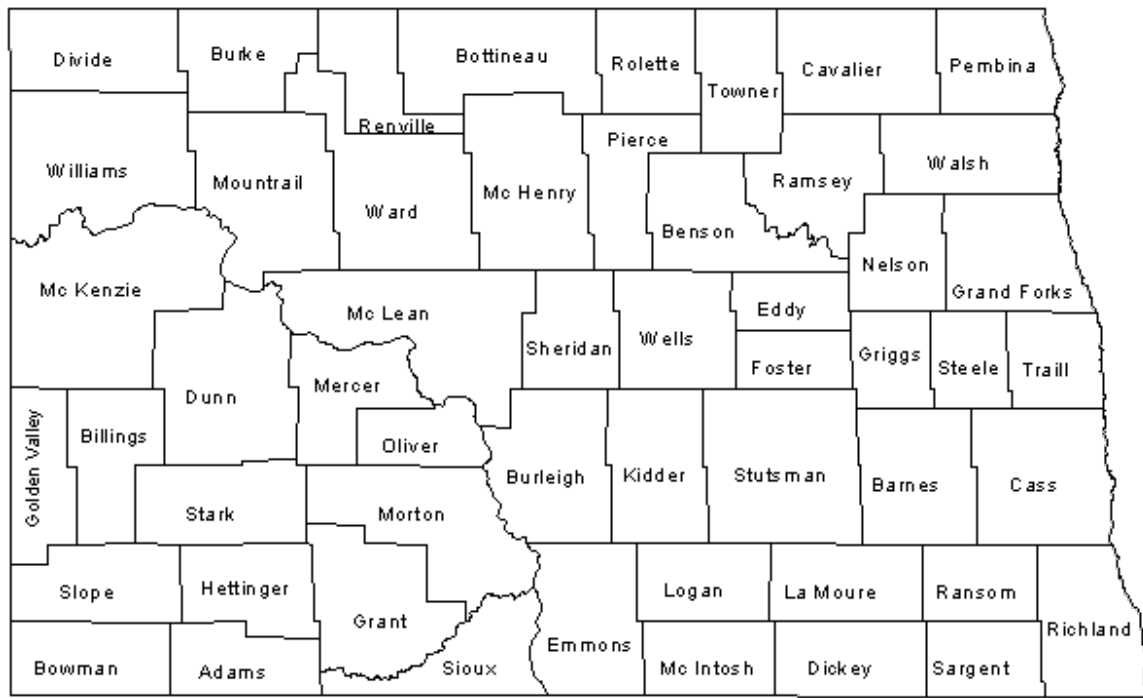 Divide
Burke
Bottineau
Rolette
Towner
Cavalier
Pembina
Renville
Pierce
Williams
Mountrail
Ward
Mc Henry
Benson
Ramsey
Walsh
Nelson
Mc Kenzie
Mc Lean
Sheridan
Wells
Eddy
Grand Forks
Foster
Griggs
Steele
Traill
Dunn
Mercer
Golden Valley
Billings
Oliver
Burleigh
Kidder
Stutsman
Barnes
Cass
Stark
Morton
Slope
Hettinger
Grant
Logan
La Moure
Ransom
Richland
Bowman
Adams
Sioux
Emmons
Mc Intosh
Dickey
Sargent